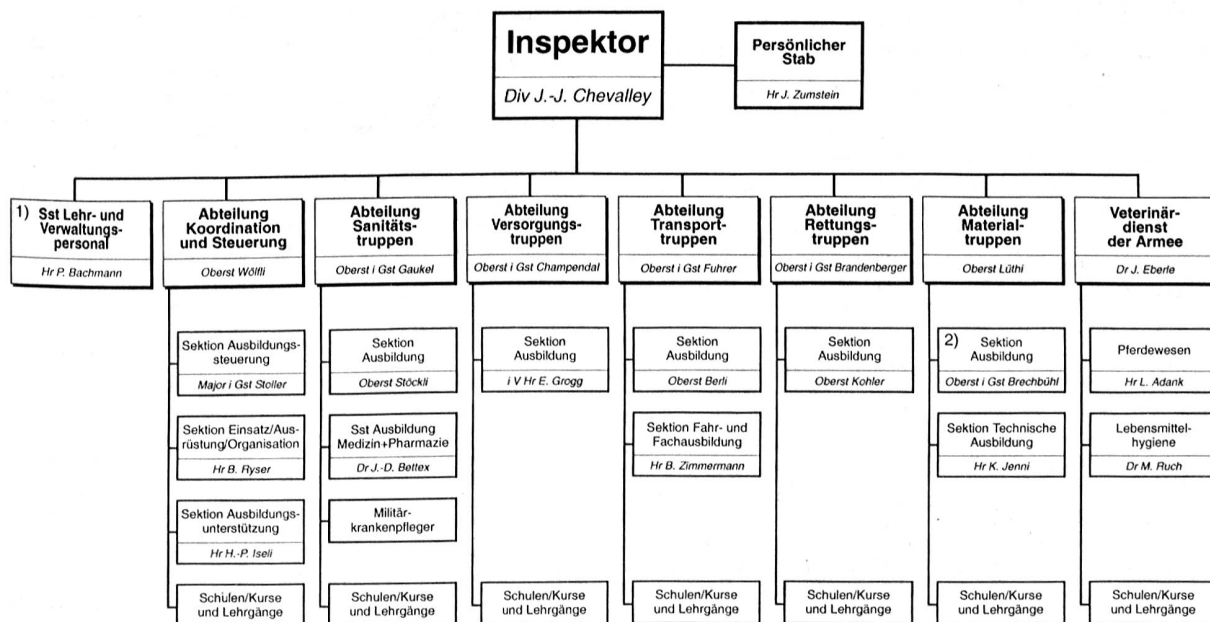 Inspektor
Div J.-J. Chevalley
Persönlicher
Stab
Hr J. Zumstein
1) Sst Lehr- und
Verwaltungs-
personal
Hr P. Bachmann
Abteilung
Koordination
und Steuerung
Oberst Wölfli
Abteilung
Sanitäts-
truppen
Oberst i Gst Gaukel
Abteilung
Versorgungs-
truppen
Oberst i Gst Champendal
Abteilung
Transport-
truppen
Oberst i Gst Fuhrer
Abteilung
Rettungs-
truppen
Oberst i Gst Brandenberger
Abteilung
Material-
truppen
Oberst Lüthi
Veterinär-
dienst
der Armee
Dr J. Eberle
Sektion Ausbildungs-
steuerung
Major i Gst Stoller
Sektion
Ausbildung
Oberst Stöckli
Sektion
Ausbildung
i V Hr E. Grogg
Sektion
Ausbildung
Oberst Berli
Sektion
Ausbildung
Oberst Kohler
2) Sektion
Ausbildung
Oberst i Gst Brechbühl
Pferdewesen
Hr L. Adank
Sektion Einsatz/Aus-
rüstung/Organisation
Hr B. Ryser
Sst Ausbildung
Medizin+Pharmazie
Dr J.-D. Bettex
Sektion Fahr- und
Fachausbildung
Hr B. Zimmermann
Sektion Technische
Ausbildung
Hr K. Jenni
Lebensmittel-
hygiene
Dr M. Ruch
Sektion Ausbildungs-
unterstützung
Hr H.-P. Iseli
Militär-
krankenpfleger
Schulen/Kurse
und Lehrgänge
Schulen/Kurse
und Lehrgänge
Schulen/Kurse
und Lehrgänge
Schulen/Kurse
und Lehrgänge
Schulen/Kurse
und Lehrgänge
Schulen/Kurse
und Lehrgänge
Schulen/Kurse
und Lehrgänge